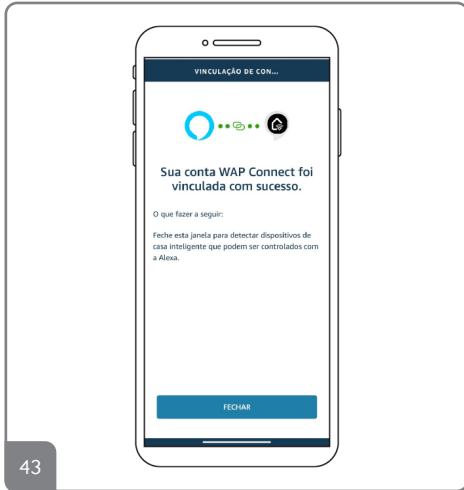 VINCULAÇÃO DE CON...
Sua conta WAP Connect foi
vinculada com sucesso.
O que fazer a seguir:
Feche esta janela para detectar dispositivos de
casa inteligente que podem ser controlados com
a Alexa.
FECHAR
43